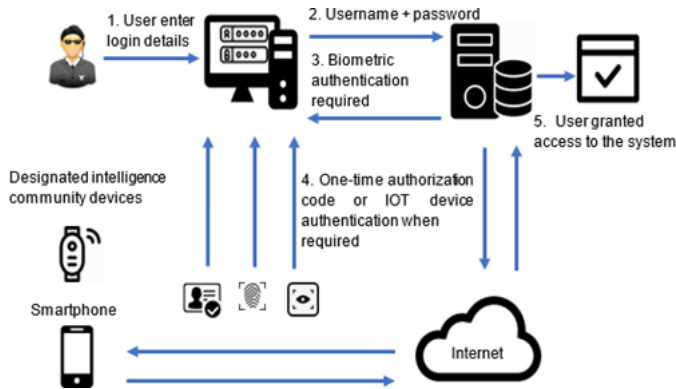 1. User enter
login details
2. Username + password
3. Biometric
authentication
required
5. User granted
access to the system
Designated intelligence
community devices
4. One-time authorization
code or IOT device
authentication when
required
Smartphone
Internet